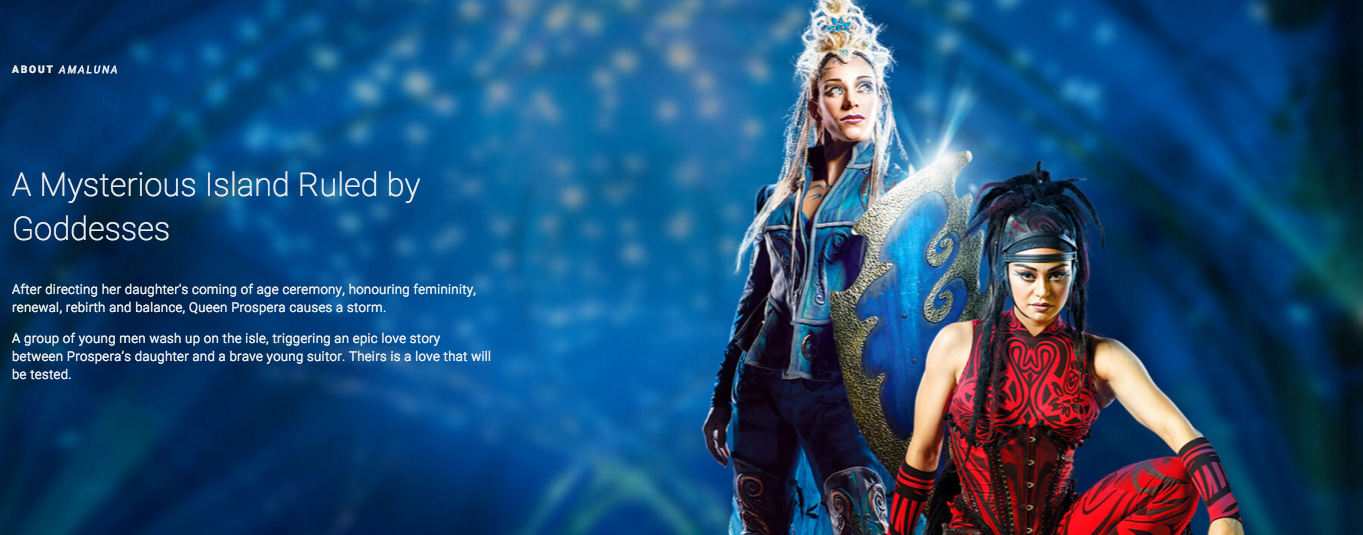 ABOUT AMALUNA
A Mysterious Island Ruled by
Goddesses
After directing her daughter's coming of age ceremony, honouring femininity,
renewal, rebirth and balance, Queen Prospera causes a storm.
A group of young men wash up on the isle, triggering an epic love story
between Prospera’s daughter and a brave young suitor. Theirs is a love that will
be tested.